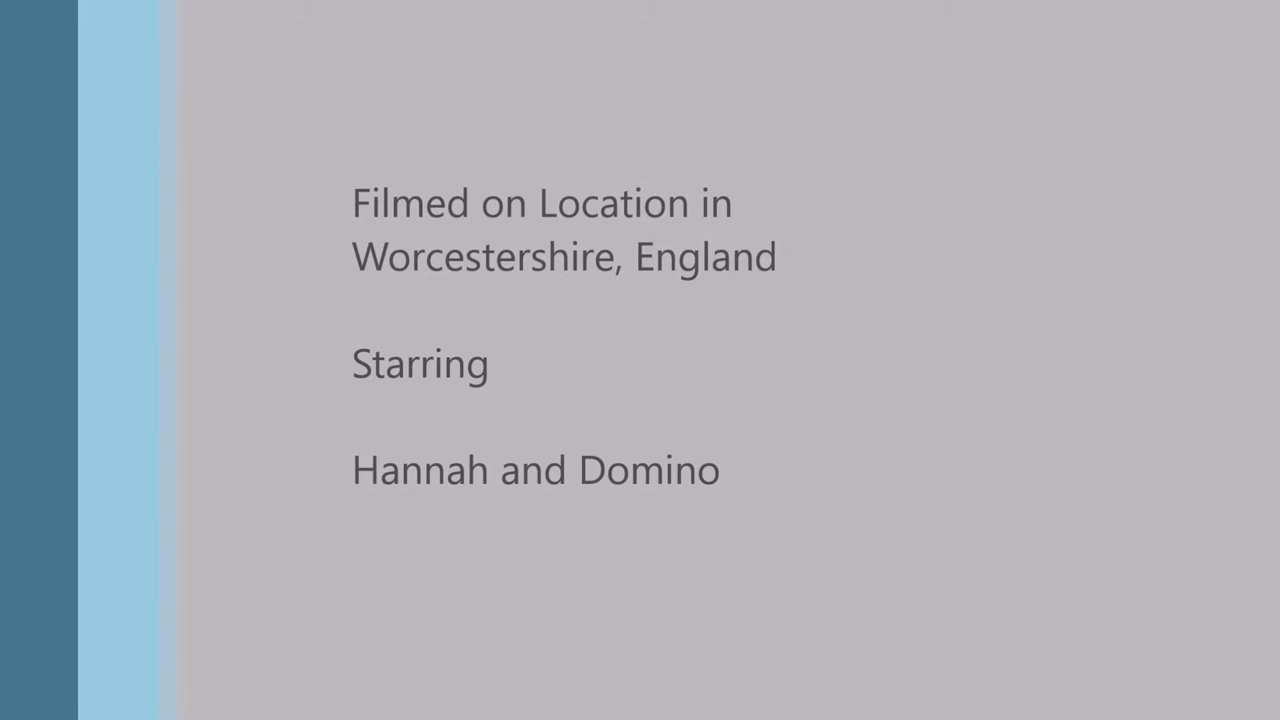 Filmed on Location in
Worcestershire, England
Starring
Hannah and Domino